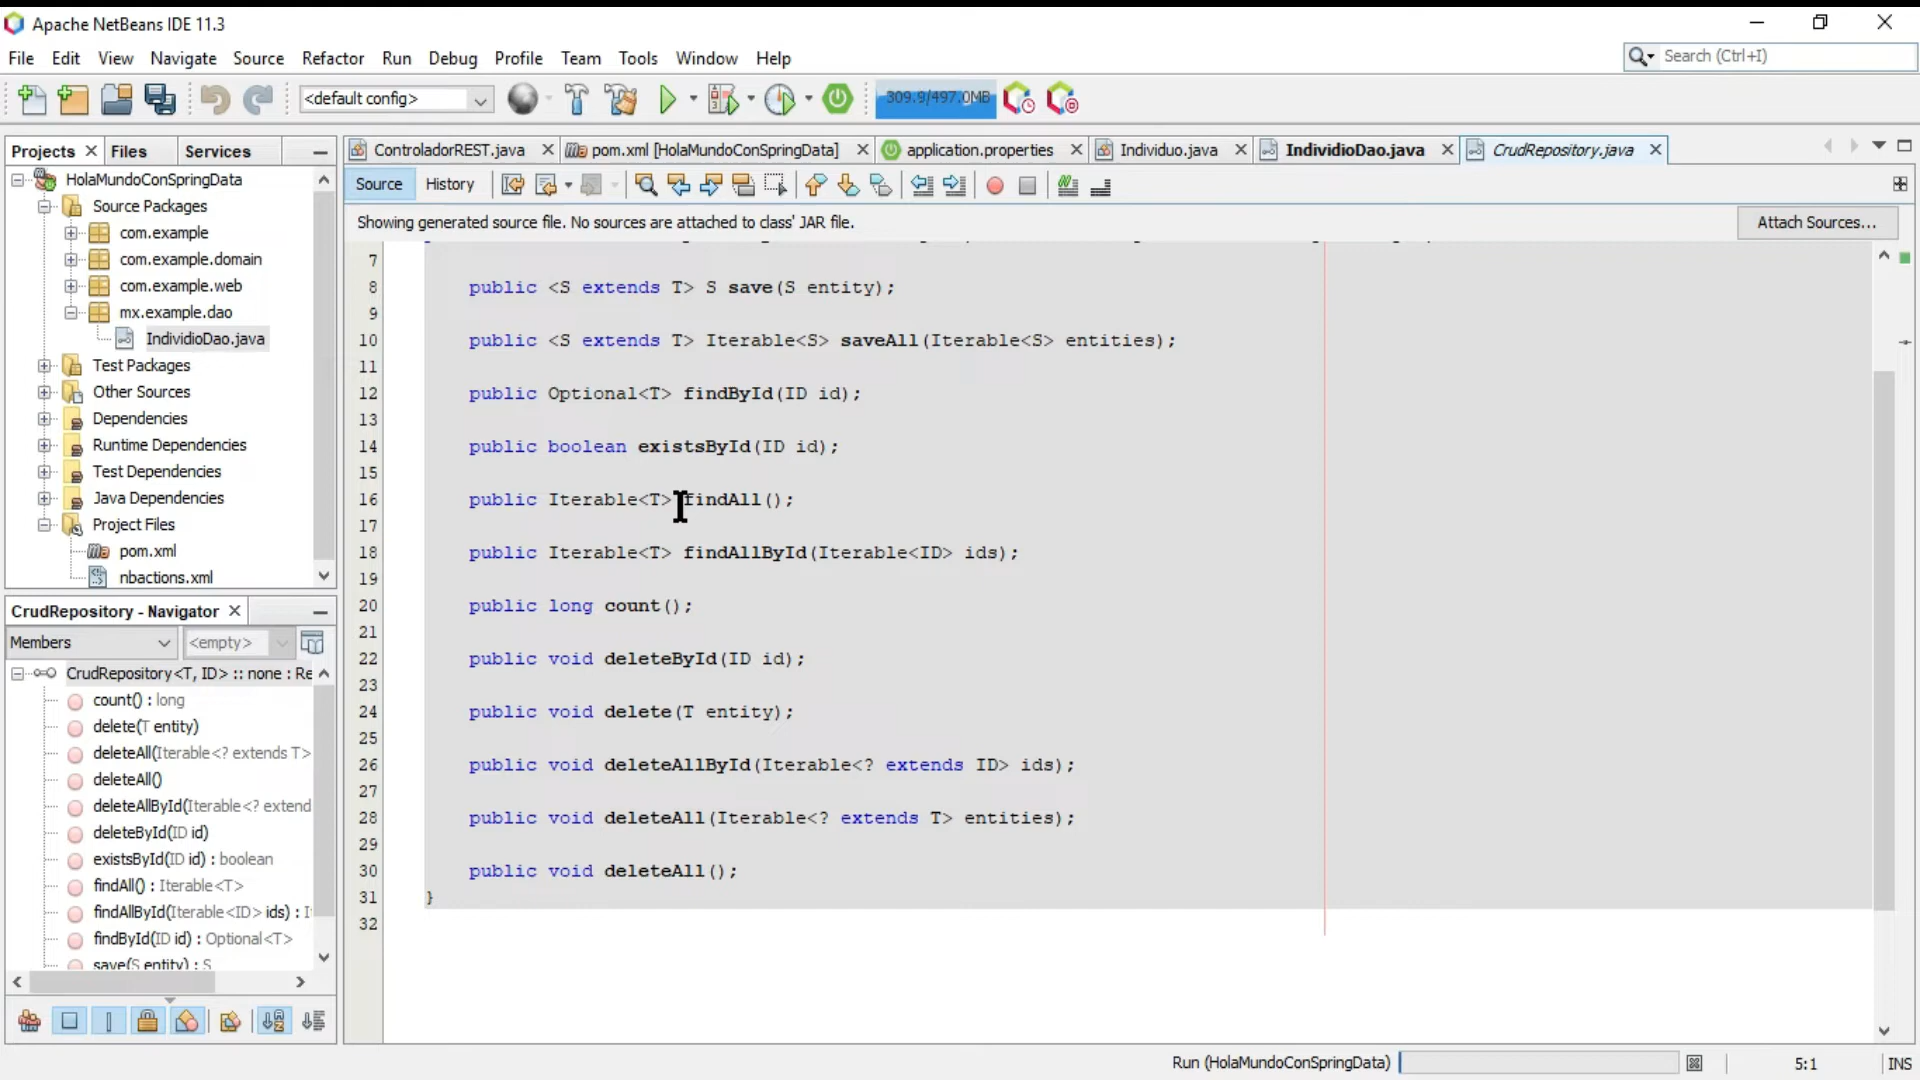 Apache NetBeans IDE 11.3
File Edit View Navigate Source Refactor Run Debug Profile Team Tools Window Help
Search (Ctrl+I)
<default config>
309.9/497.0MB
Projects Files Services
ControladorREST.java pom.xml [HolaMundoConSpringData] application.properties Individuo.java IndividioDao.java CrudRepository.java
Source History
Showing generated source file. No sources are attached to class' JAR file.
Attach Sources...
HolaMundoConSpringData
Source Packages
com.example
com.example.domain
com.example.web
mx.example.dao
IndividioDao.java
Test Packages
Other Sources
Dependencies
Runtime Dependencies
Test Dependencies
Java Dependencies
Project Files
pom.xml
nbactions.xml
CrudRepository - Navigator
Members <empty>
CrudRepository<T, ID> :: none : Re
count() : long
delete(T entity)
deleteAll(Iterable<? extends T>
deleteAll()
deleteAllById(Iterable<? extend
deleteById(ID id)
existsById(ID id) : boolean
findAll() : Iterable<T>
findAllById(Iterable<ID> ids) : I
findById(ID id) : Optional<T>
save(S entity) : S
7
8 public <S extends T> S save(S entity);
9
10 public <S extends T> Iterable<S> saveAll(Iterable<S> entities);
11
12 public Optional<T> findById(ID id);
13
14 public boolean existsById(ID id);
15
16 public Iterable<T> findAll();
17
18 public Iterable<T> findAllById(Iterable<ID> ids);
19
20 public long count();
21
22 public void deleteById(ID id);
23
24 public void delete(T entity);
25
26 public void deleteAllById(Iterable<? extends ID> ids);
27
28 public void deleteAll(Iterable<? extends T> entities);
29
30 public void deleteAll();
31 }
32
Run (HolaMundoConSpringData)
5:1
INS